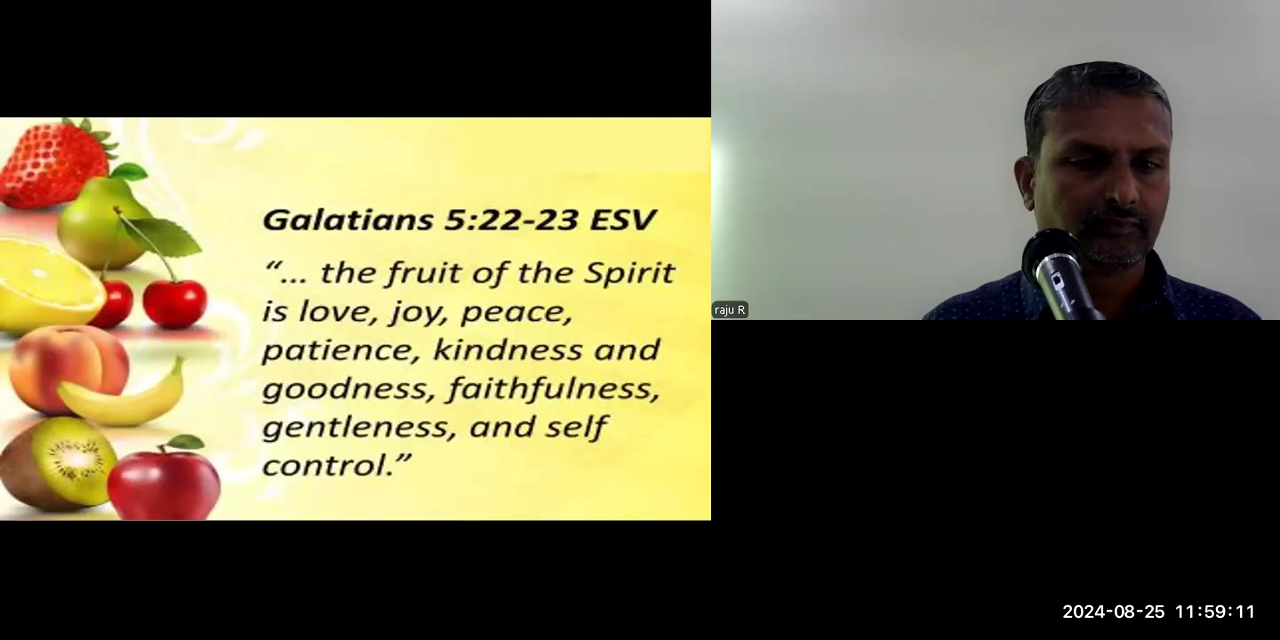 Galatians 5:22-23 ESV
“... the fruit of the Spirit
is love, joy, peace,
patience, kindness and
goodness, faithfulness,
gentleness, and self
control.”
raju R
2024-08-25 11:59:11